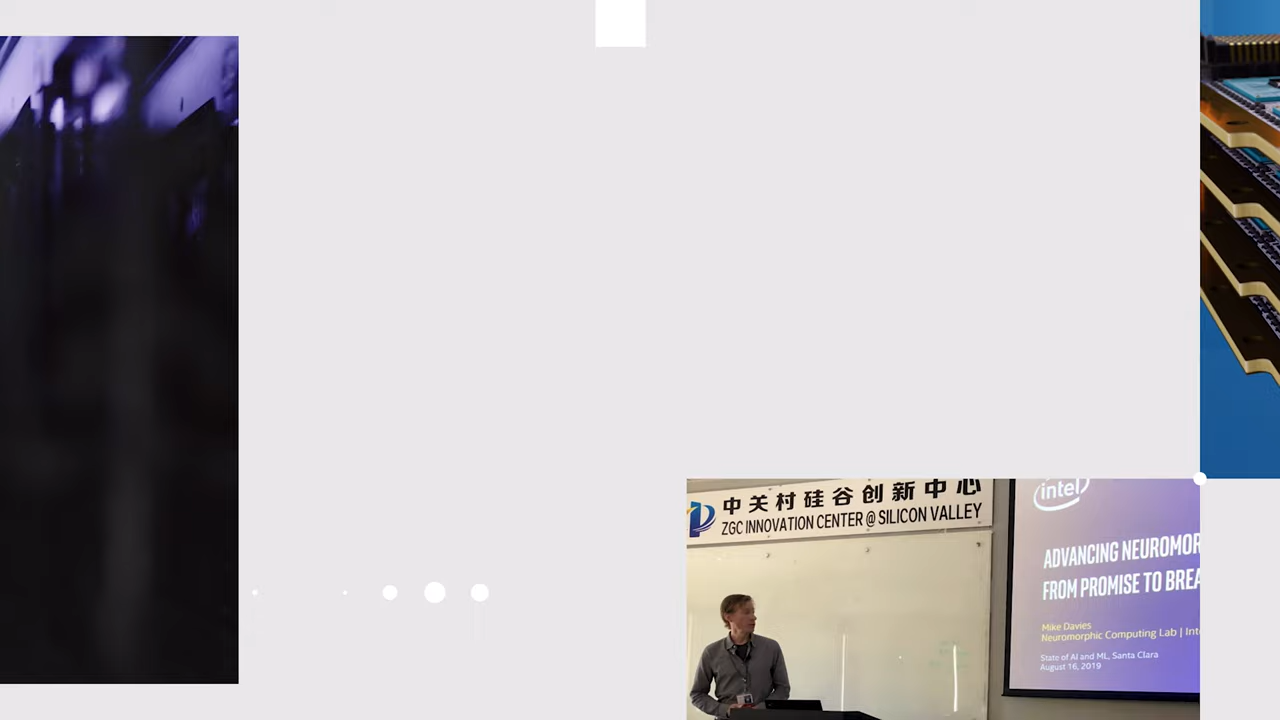 中关村硅谷创新中心
ZGC INNOVATION CENTER @ SILICON VALLEY
intel
ADVANCING NEUROMOR
FROM PROMISE TO BREA
Mike Davies
Neuromorphic Computing Lab | Inte
State of AI and ML, Santa Clara
August 16, 2019